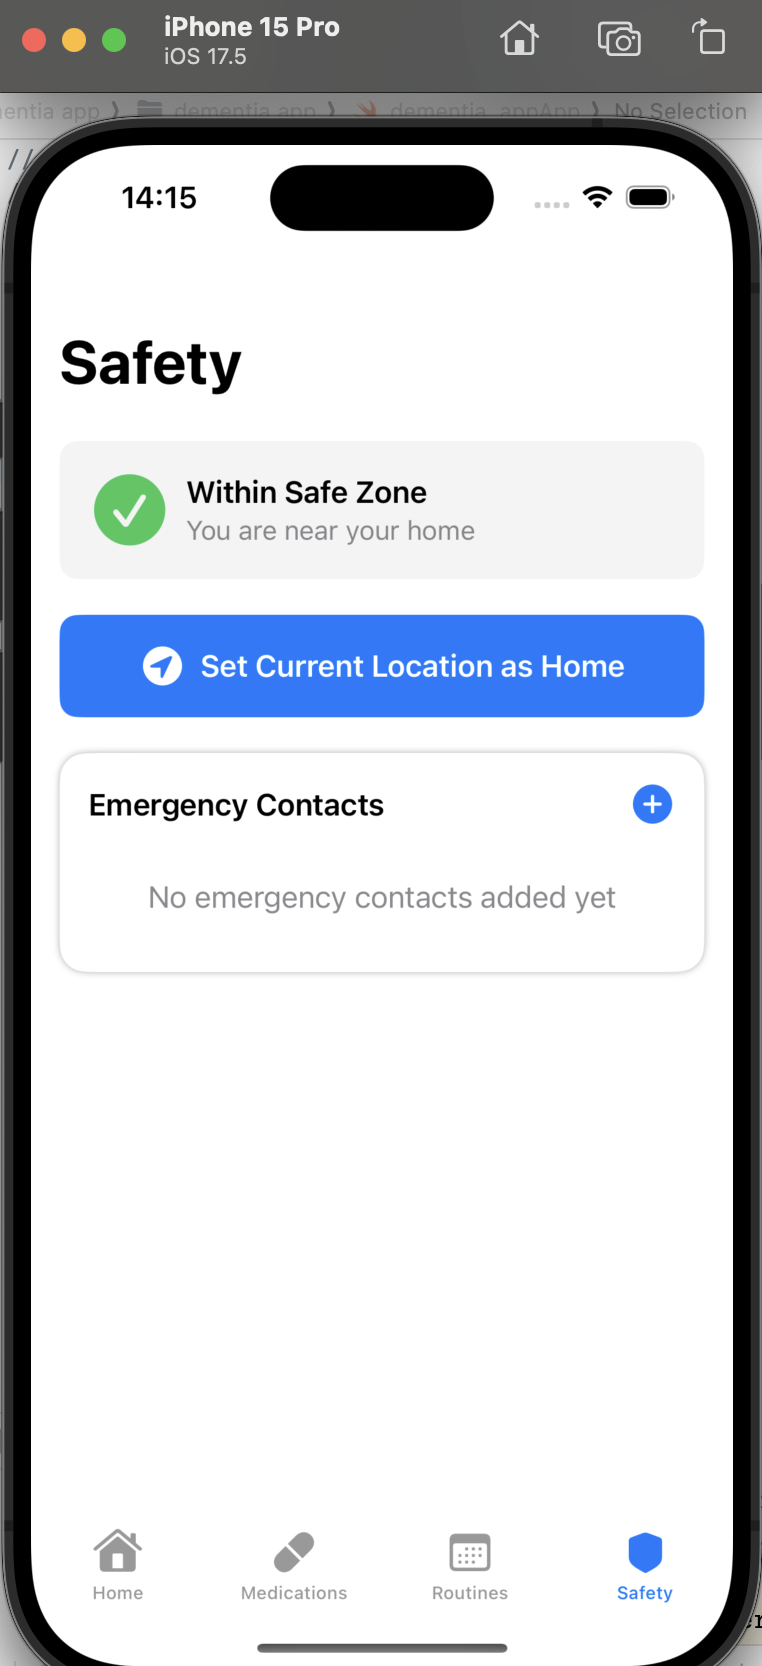 iPhone 15 Pro
iOS 17.5
dementia app
dementia_appApp
No Selection
//
14:15
Safety
Within Safe Zone
You are near your home
Set Current Location as Home
Emergency Contacts
No emergency contacts added yet
Home
Medications
Routines
Safety